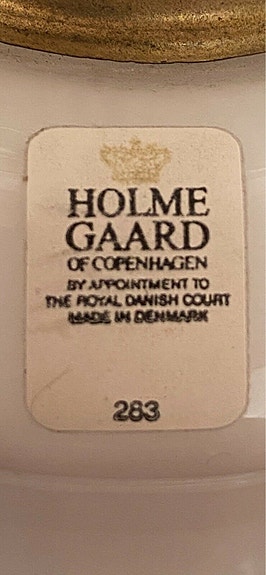 HOLME
GAARD
OF COPENHAGEN
BY APPOINTMENT TO
THE ROYAL DANISH COURT
MADE IN DENMARK
283